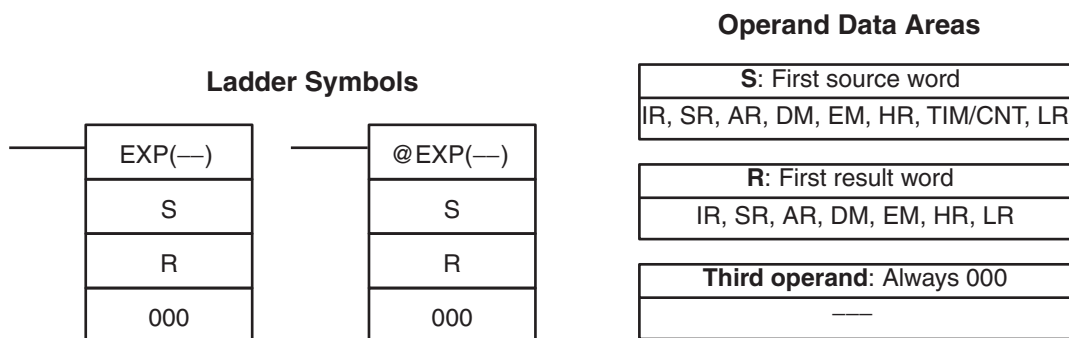 Ladder Symbols
EXP(––)
S
R
000
@EXP(––)
S
R
000
Operand Data Areas
S: First source word
IR, SR, AR, DM, EM, HR, TIM/CNT, LR
R: First result word
IR, SR, AR, DM, EM, HR, LR
Third operand: Always 000
–––